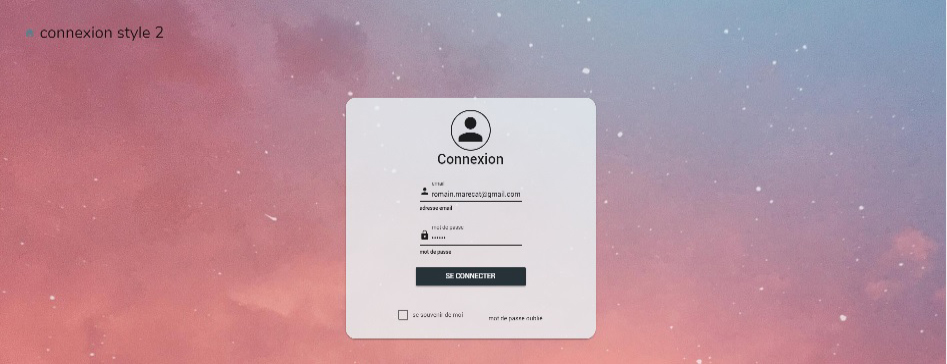 connexion style 2
Connexion
email
romain.marecat@gmail.com
adresse email
mot de passe
••••••
mot de passe
SE CONNECTER
se souvenir de moi
mot de passe oublié